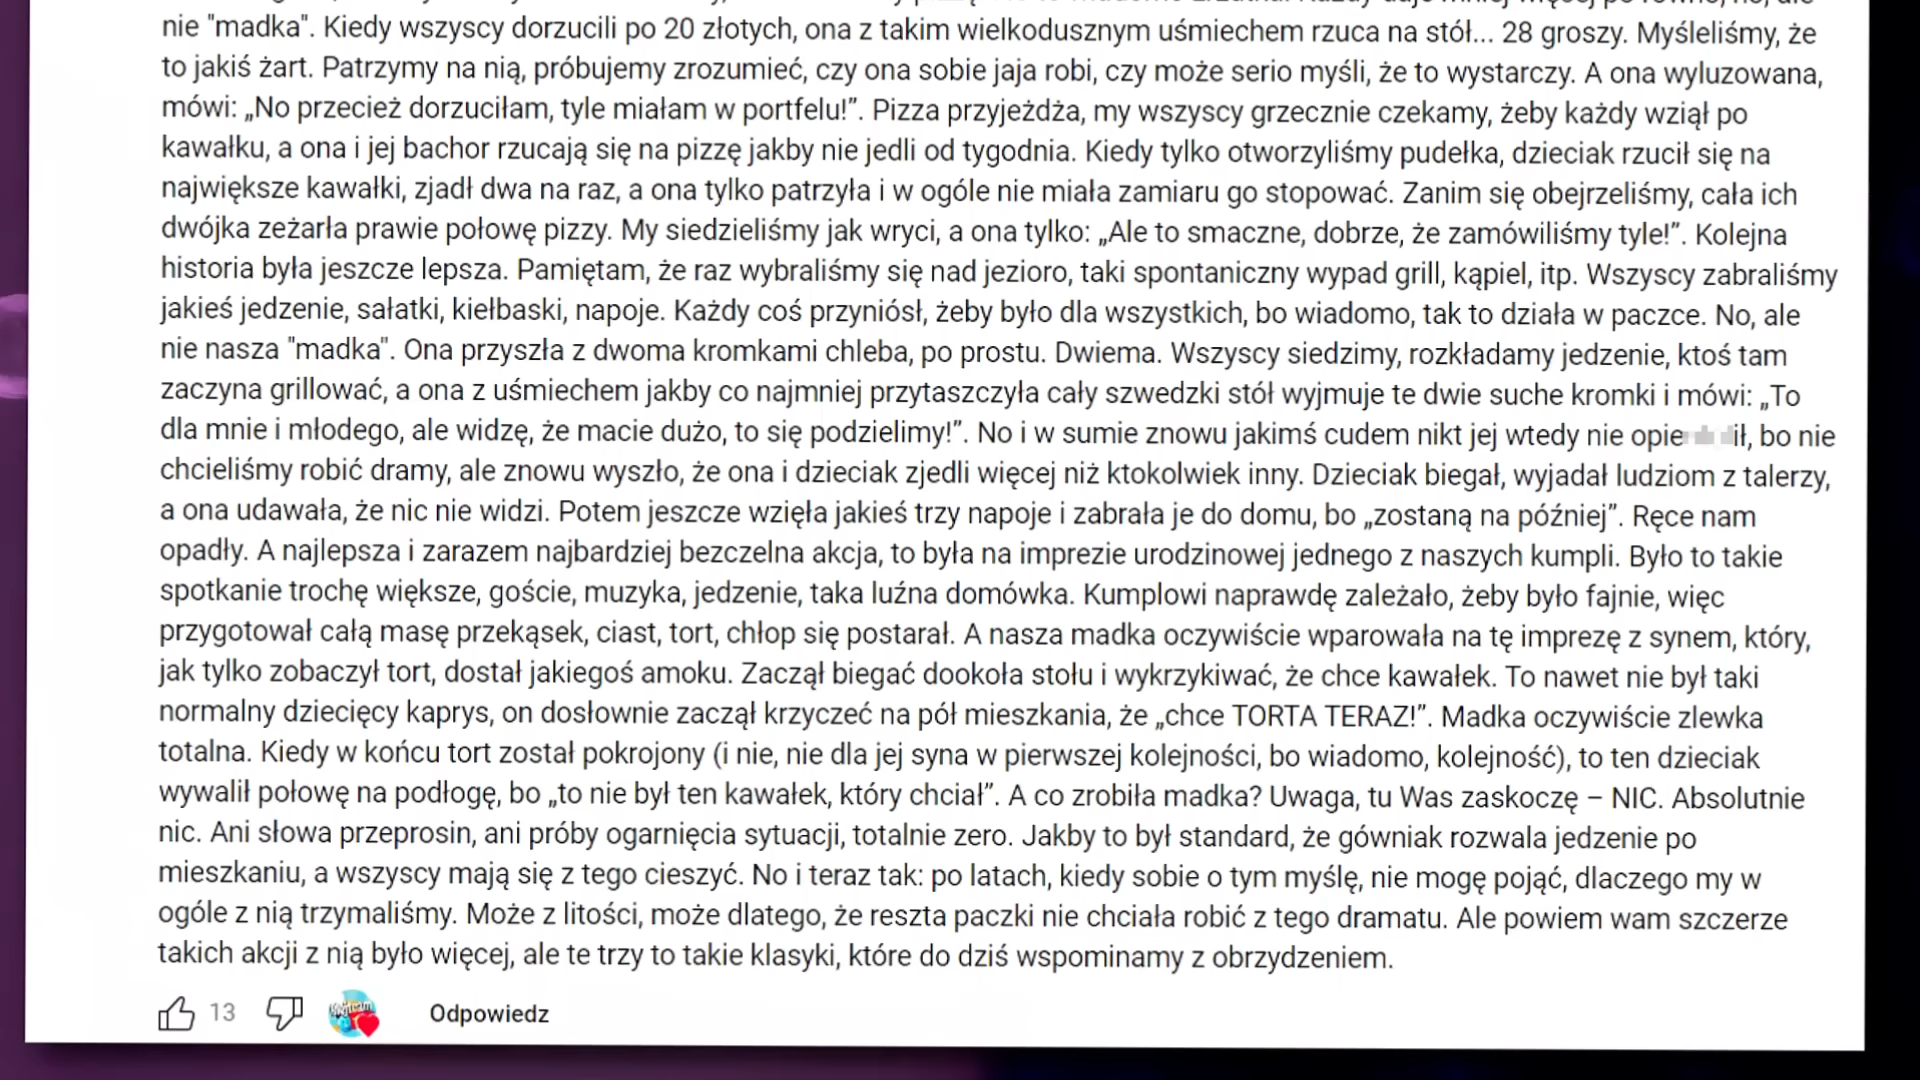 nie "madka". Kiedy wszyscy dorzucili po 20 złotych, ona z takim wielkodusznym uśmiechem rzuca na stół... 28 groszy. Myśleliśmy, że
to jakiś żart. Patrzymy na nią, próbujemy zrozumieć, czy ona sobie jaja robi, czy może serio myśli, że to wystarczy. A ona wyluzowana,
mówi: „No przecież dorzuciłam, tyle miałam w portfelu!”. Pizza przyjeżdża, my wszyscy grzecznie czekamy, żeby każdy wziął po
kawałku, a ona i jej bachor rzucają się na pizzę jakby nie jedli od tygodnia. Kiedy tylko otworzyliśmy pudełka, dzieciak rzucił się na
największe kawałki, zjadł dwa na raz, a ona tylko patrzyła i w ogóle nie miała zamiaru go stopować. Zanim się obejrzeliśmy, cała ich
dwójka zeżarła prawie połowę pizzy. My siedzieliśmy jak wryci, a ona tylko: „Ale to smaczne, dobrze, że zamówiliśmy tyle!”. Kolejna
historia była jeszcze lepsza. Pamiętam, że raz wybraliśmy się nad jezioro, taki spontaniczny wypad grill, kąpiel, itp. Wszyscy zabraliśmy
jakieś jedzenie, sałatki, kiełbaski, napoje. Każdy coś przyniósł, żeby było dla wszystkich, bo wiadomo, tak to działa w paczce. No, ale
nie nasza "madka". Ona przyszła z dwoma kromkami chleba, po prostu. Dwiema. Wszyscy siedzimy, rozkładamy jedzenie, ktoś tam
zaczyna grillować, a ona z uśmiechem jakby co najmniej przytaszczyła cały szwedzki stół wyjmuje te dwie suche kromki i mówi: „To
dla mnie i młodego, ale widzę, że macie dużo, to się podzielimy!”. No i w sumie znowu jakimś cudem nikt jej wtedy nie opie ił, bo nie
chcieliśmy robić dramy, ale znowu wyszło, że ona i dzieciak zjedli więcej niż ktokolwiek inny. Dzieciak biegał, wyjadał ludziom z talerzy,
a ona udawała, że nic nie widzi. Potem jeszcze wzięła jakieś trzy napoje i zabrała je do domu, bo „zostaną na później”. Ręce nam
opadły. A najlepsza i zarazem najbardziej bezczelna akcja, to była na imprezie urodzinowej jednego z naszych kumpli. Było to takie
spotkanie trochę większe, goście, muzyka, jedzenie, taka luźna domówka. Kumplowi naprawdę zależało, żeby było fajnie, więc
przygotował całą masę przekąsek, ciast, tort, chłop się postarał. A nasza madka oczywiście wparowała na tę imprezę z synem, który,
jak tylko zobaczył tort, dostał jakiegoś amoku. Zaczął biegać dookoła stołu i wykrzykiwać, że chce kawałek. To nawet nie był taki
normalny dziecięcy kaprys, on dosłownie zaczął krzyczeć na pół mieszkania, że „chce TORTA TERAZ!”. Madka oczywiście zlewka
totalna. Kiedy w końcu tort został pokrojony (i nie, nie dla jej syna w pierwszej kolejności, bo wiadomo, kolejność), to ten dzieciak
wywalił połowę na podłogę, bo „to nie był ten kawałek, który chciał”. A co zrobiła madka? Uwaga, tu Was zaskoczę – NIC. Absolutnie
nic. Ani słowa przeprosin, ani próby ogarnięcia sytuacji, totalnie zero. Jakby to był standard, że gówniak rozwala jedzenie po
mieszkaniu, a wszyscy mają się z tego cieszyć. No i teraz tak: po latach, kiedy sobie o tym myślę, nie mogę pojąć, dlaczego my w
ogóle z nią trzymaliśmy. Może z litości, może dlatego, że reszta paczki nie chciała robić z tego dramatu. Ale powiem wam szczerze
takich akcji z nią było więcej, ale te trzy to takie klasyki, które do dziś wspominamy z obrzydzeniem.
13 Odpowiedz